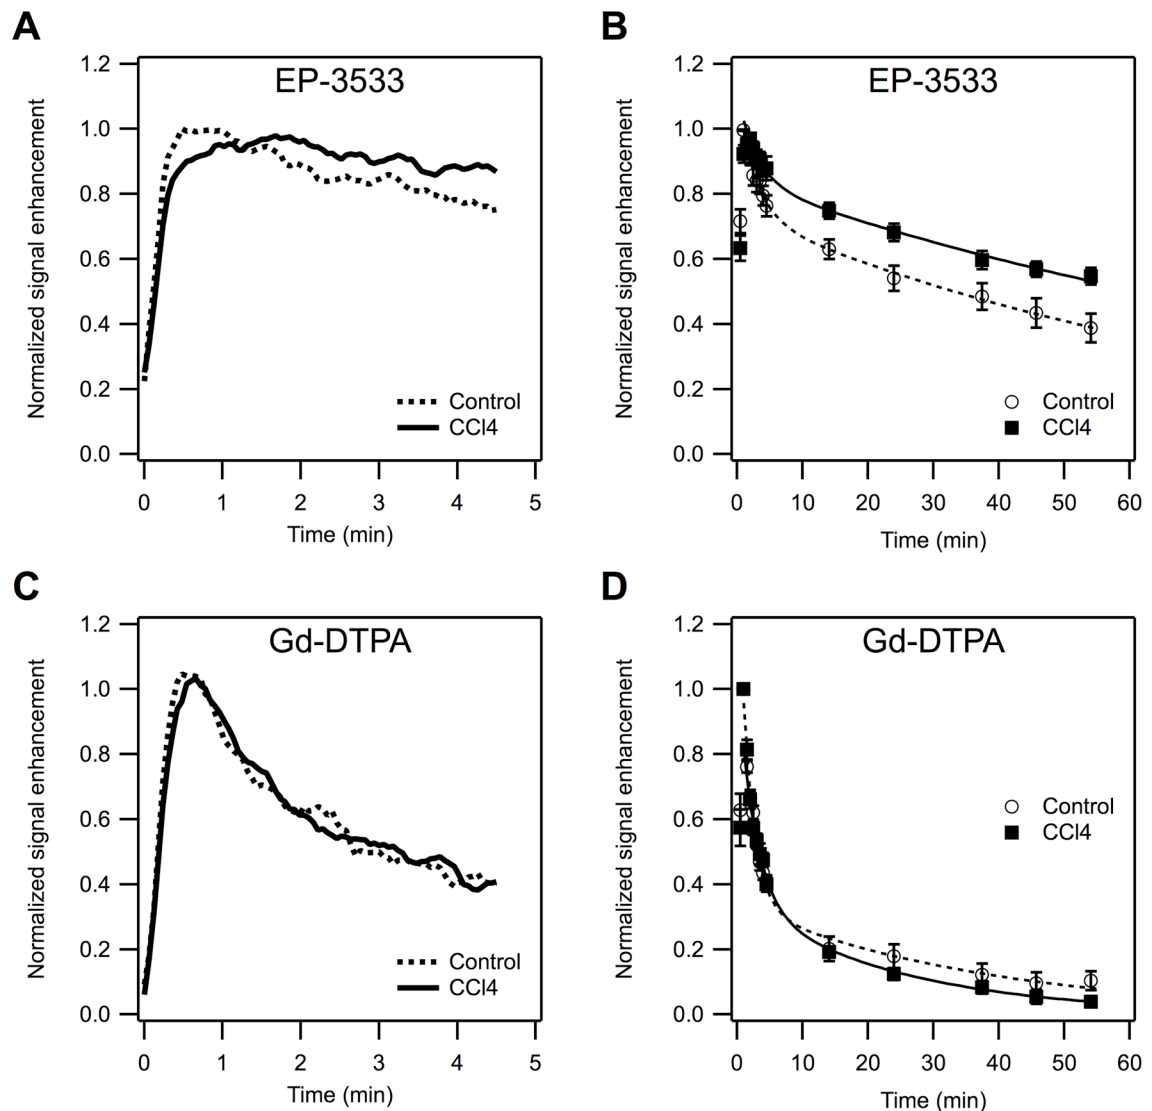 A
EP-3533
Normalized signal enhancement
1.2
1.0
0.8
0.6
0.4
0.2
0.0
Control
CCl4
0 1 2 3 4 5
Time (min)
B
EP-3533
Normalized signal enhancement
1.2
1.0
0.8
0.6
0.4
0.2
0.0
Control
CCl4
0 10 20 30 40 50 60
Time (min)
C
Gd-DTPA
Normalized signal enhancement
1.2
1.0
0.8
0.6
0.4
0.2
0.0
Control
CCl4
0 1 2 3 4 5
Time (min)
D
Gd-DTPA
Normalized signal enhancement
1.2
1.0
0.8
0.6
0.4
0.2
0.0
Control
CCl4
0 10 20 30 40 50 60
Time (min)